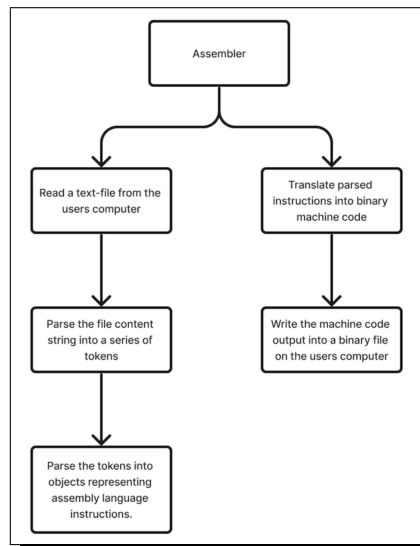 Assembler
Read a text-file from the
users computer
Translate parsed
instructions into binary
machine code
Parse the file content
string into a series of
tokens
Write the machine code
output into a binary file
on the users computer
Parse the tokens into
objects representing
assembly language
instructions.